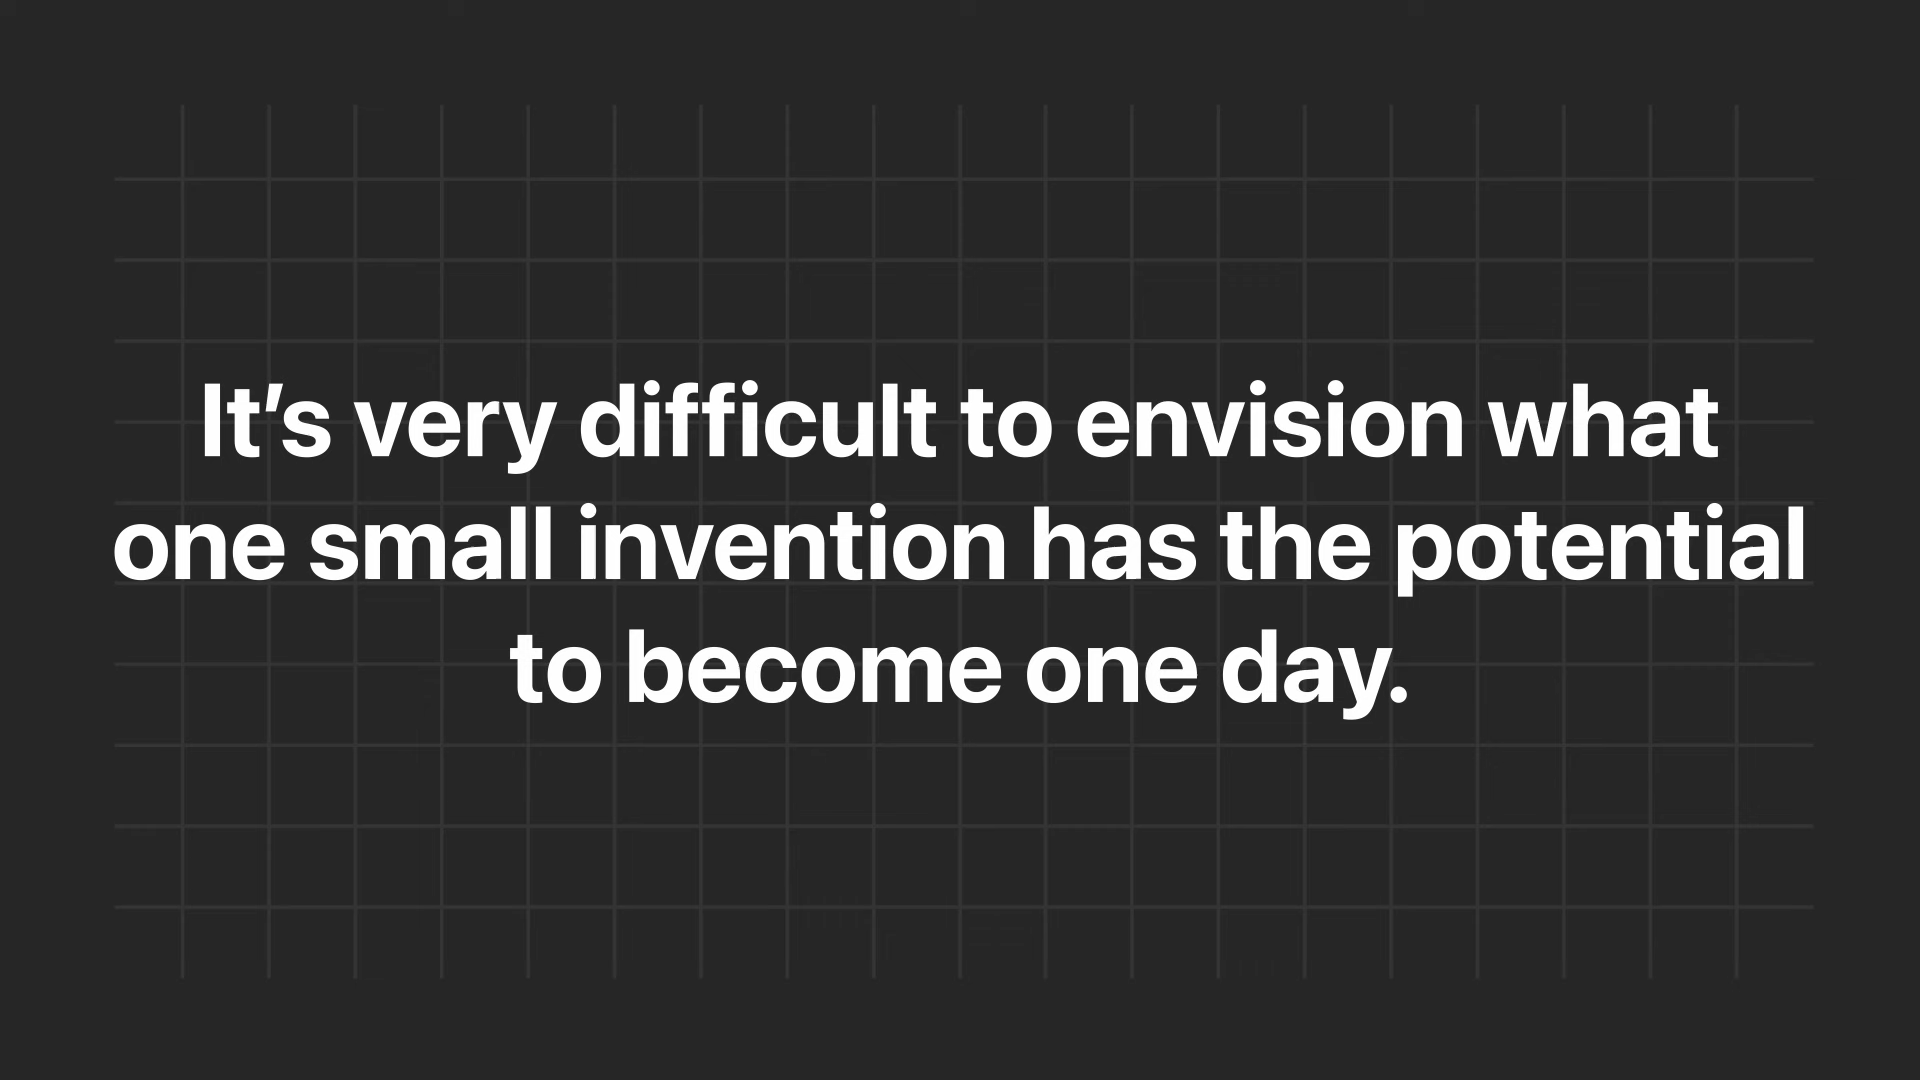 It’s very difficult to envision what
one small invention has the potential
to become one day.